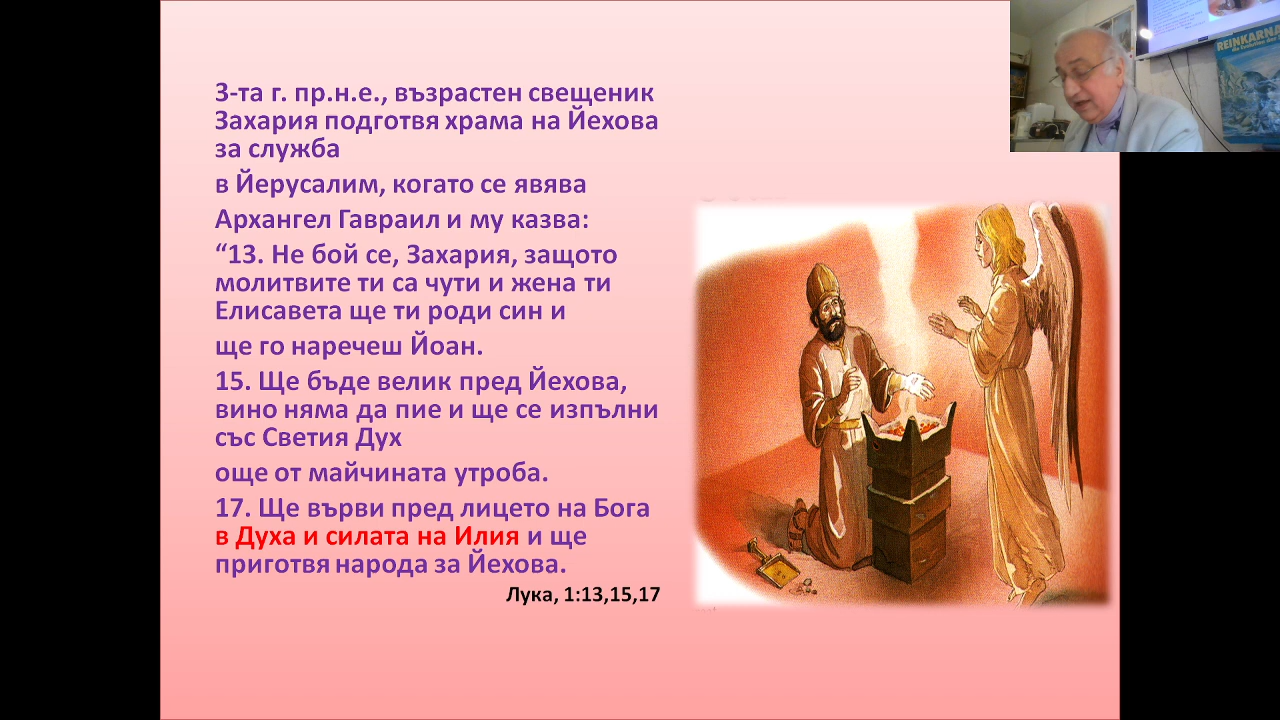 3-та г. пр.н.е., възрастен свещеник
Захария подготвя храма на Йехова
за служба
в Йерусалим, когато се явява
Архангел Гавраил и му казва:
“13. Не бой се, Захария, защото
молитвите ти са чути и жена ти
Елисавета ще ти роди син и
ще го наречеш Йоан.
15. Ще бъде велик пред Йехова,
вино няма да пие и ще се изпълни
със Светия Дух
още от майчината утроба.
17. Ще върви пред лицето на Бога
в Духа и силата на Илия и ще
приготвя народа за Йехова.
Лука, 1:13,15,17
REINKARNA